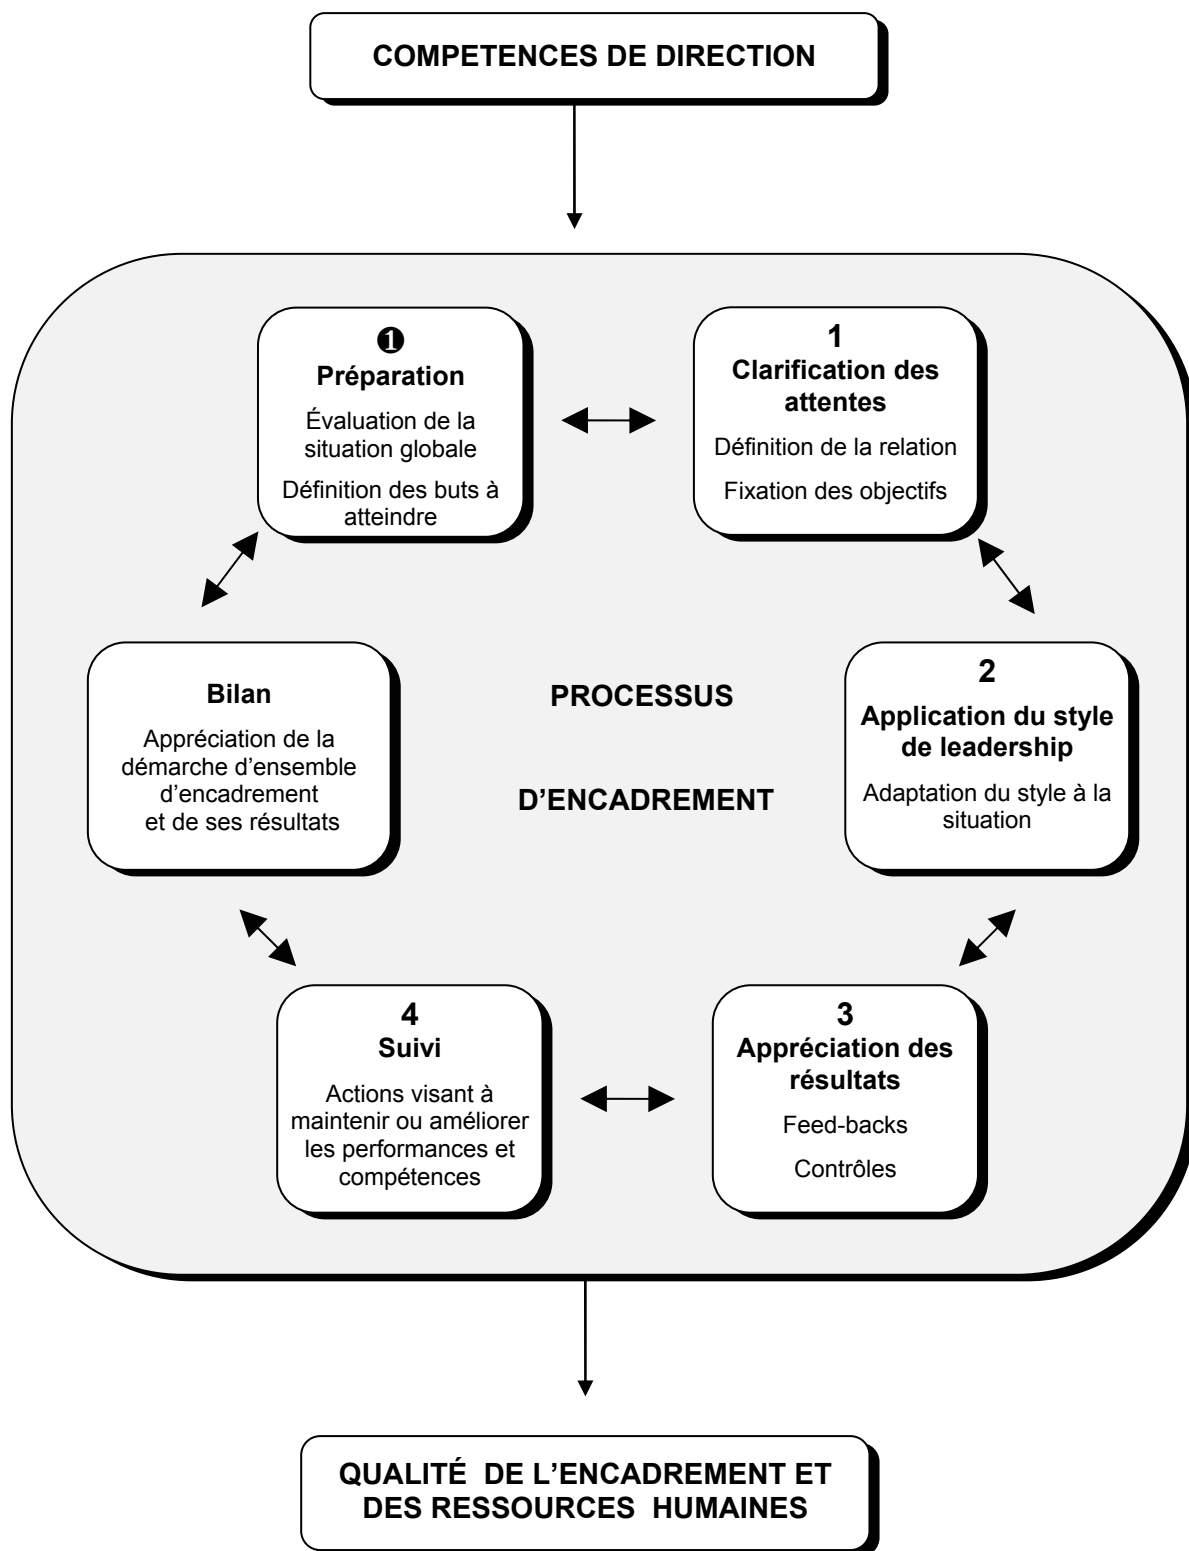 COMPETENCES DE DIRECTION
❶
Préparation
Évaluation de la
situation globale
Définition des buts à
atteindre
1
Clarification des
attentes
Définition de la relation
Fixation des objectifs
Bilan
Appréciation de la
démarche d’ensemble
d’encadrement
et de ses résultats
PROCESSUS
D’ENCADREMENT
2
Application du style
de leadership
Adaptation du style à la
situation
4
Suivi
Actions visant à
maintenir ou améliorer
les performances et
compétences
3
Appréciation des
résultats
Feed-backs
Contrôles
QUALITÉ DE L’ENCADREMENT ET
DES RESSOURCES HUMAINES